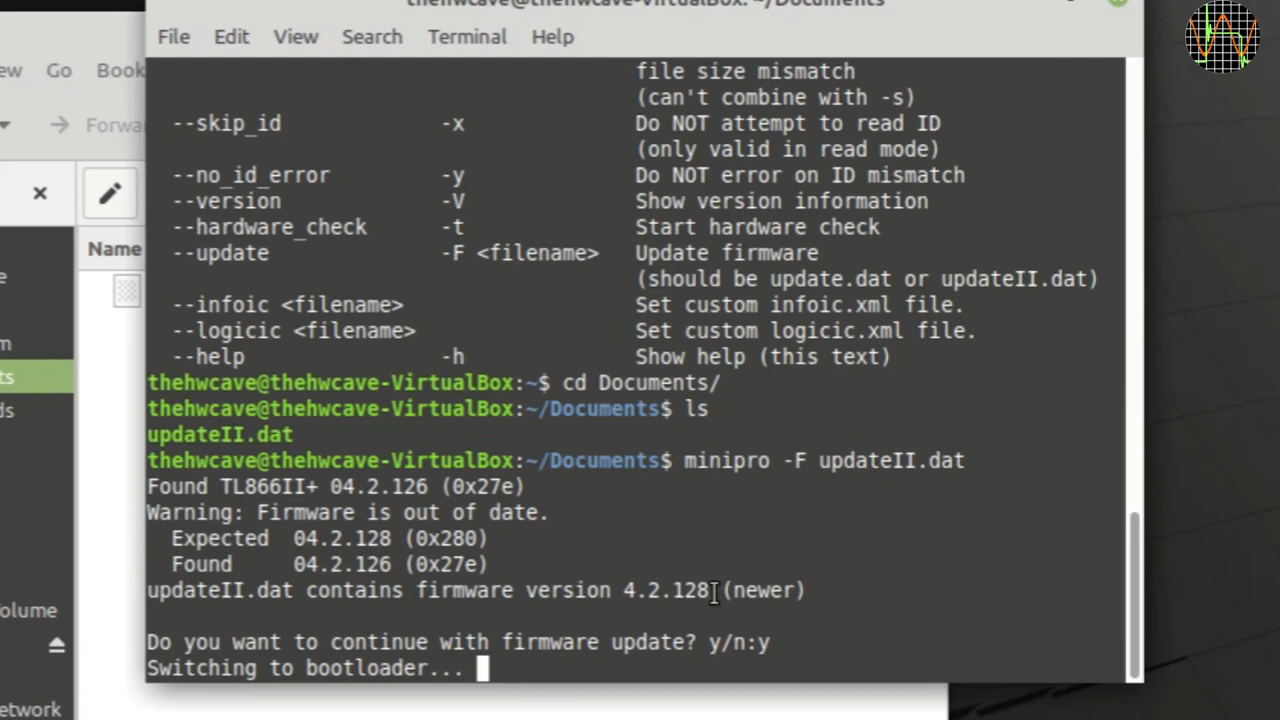 thehwcave@thehwcave-VirtualBox: ~/Documents
File Edit View Search Terminal Help
ew Go Book
Forwa
Name
e
m
ts
ds
olume
etwork
file size mismatch
(can't combine with -s)
--skip_id -x Do NOT attempt to read ID
(only valid in read mode)
--no_id_error -y Do NOT error on ID mismatch
--version -V Show version information
--hardware_check -t Start hardware check
--update -F <filename> Update firmware
(should be update.dat or updateII.dat)
--infoic <filename> Set custom infoic.xml file.
--logicic <filename> Set custom logicic.xml file.
--help -h Show help (this text)
thehwcave@thehwcave-VirtualBox:~$ cd Documents/
thehwcave@thehwcave-VirtualBox:~/Documents$ ls
updateII.dat
thehwcave@thehwcave-VirtualBox:~/Documents$ minipro -F updateII.dat
Found TL866II+ 04.2.126 (0x27e)
Warning: Firmware is out of date.
Expected 04.2.128 (0x280)
Found 04.2.126 (0x27e)
updateII.dat contains firmware version 4.2.128 (newer)
Do you want to continue with firmware update? y/n:y
Switching to bootloader...